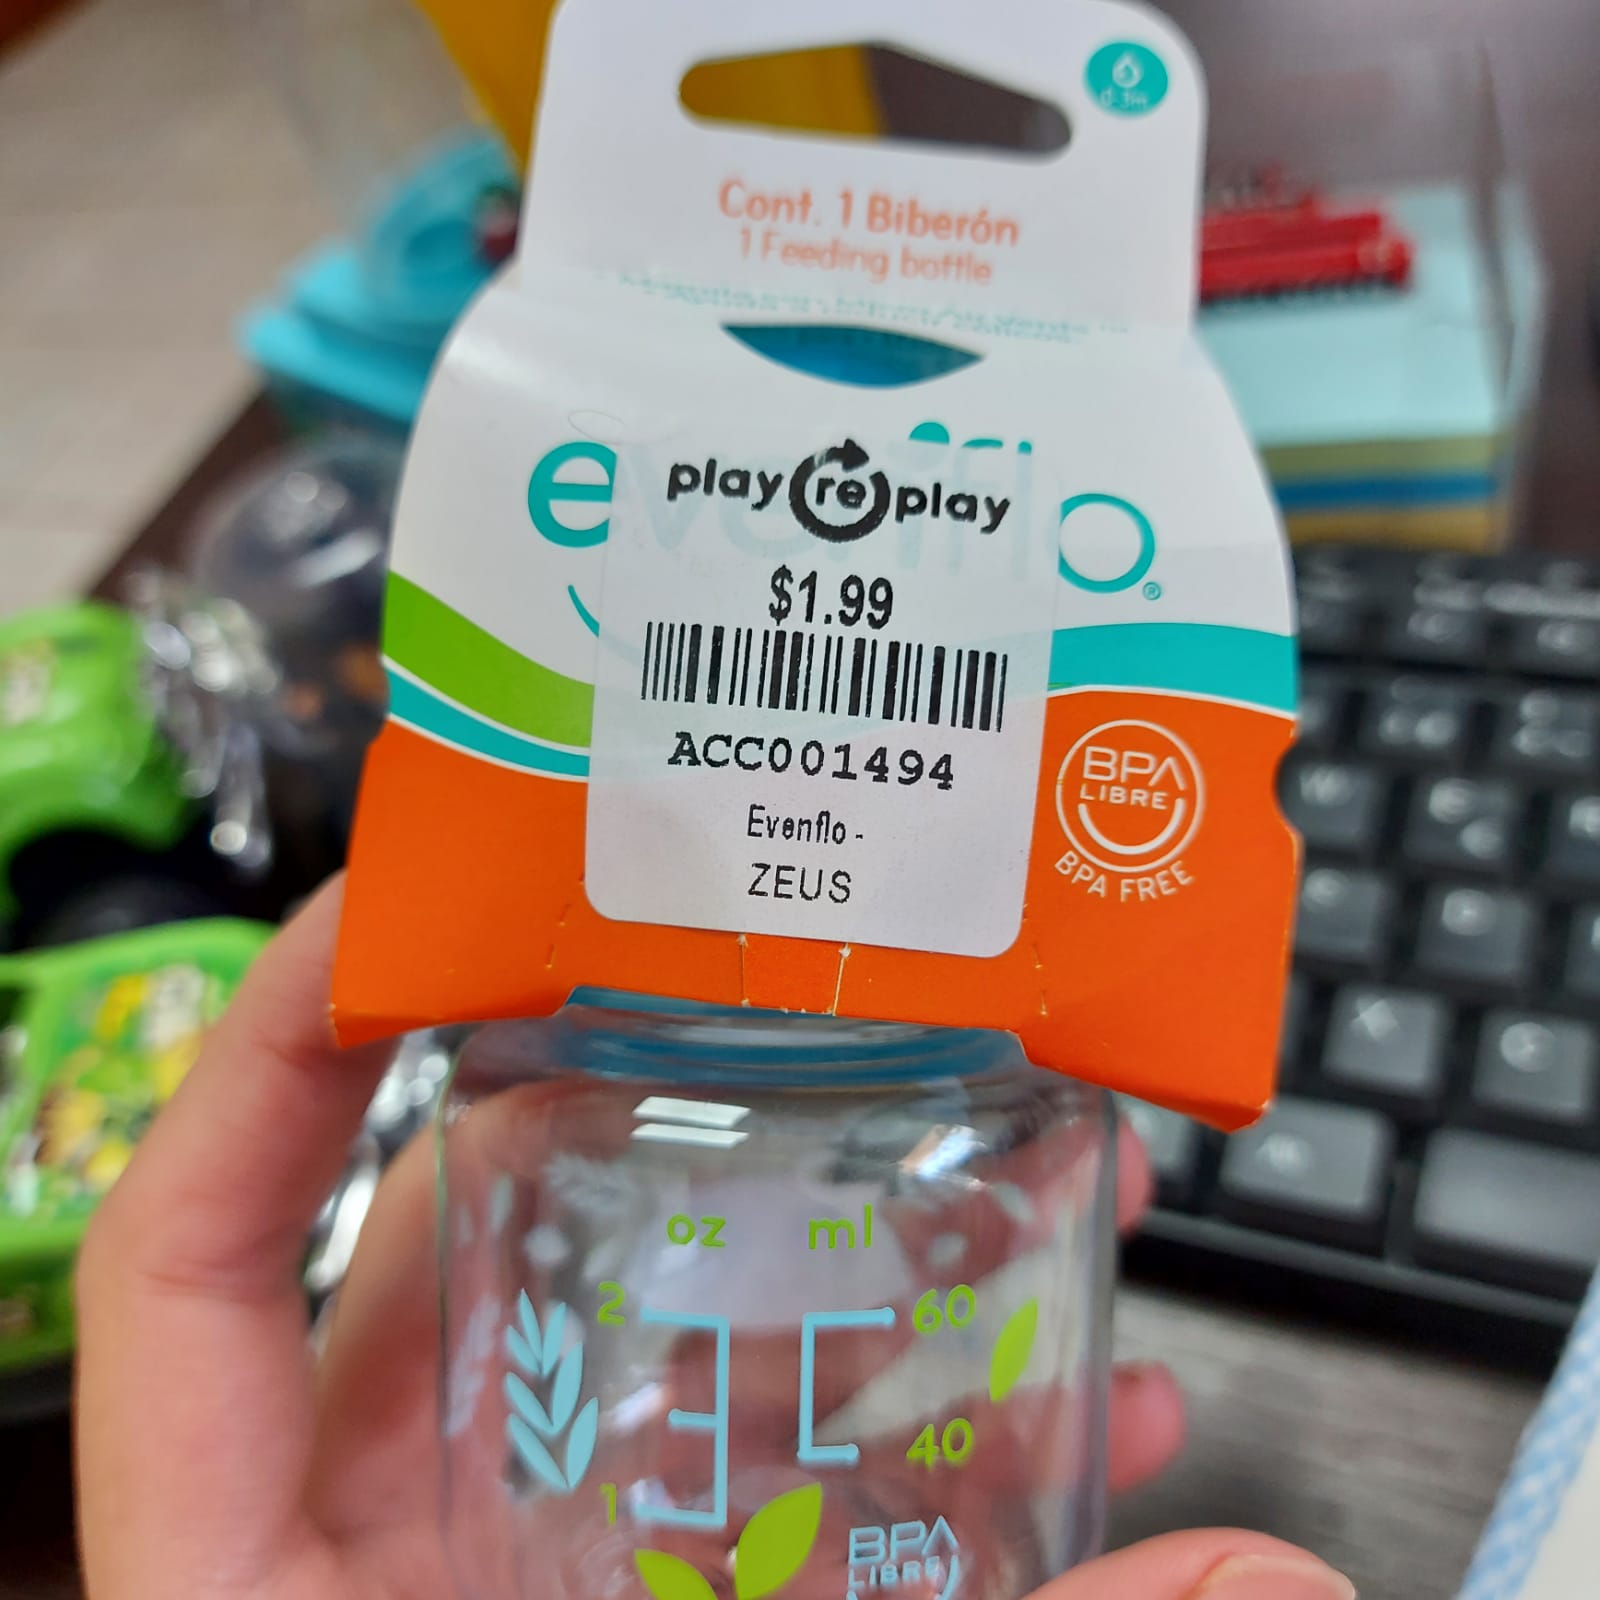 Cont. 1 Biberón
1 Feeding bottle
evenflo®
play re play
$1.99
ACC001494
Evenflo -
ZEUS
BPA
LIBRE
BPA FREE
oz ml
2 60
40
1
BPA
LIBRE